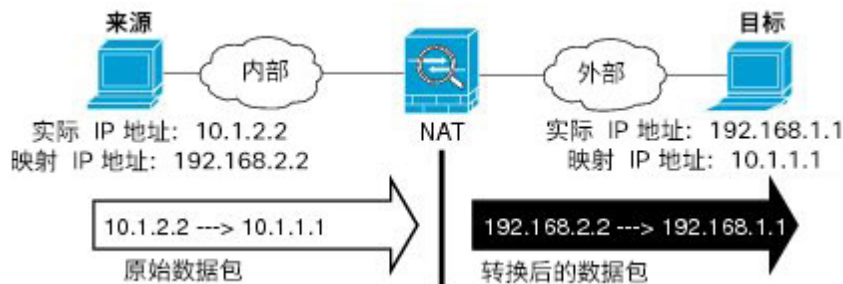 来源
目标
内部
外部
NAT
实际 IP 地址: 10.1.2.2
映射 IP 地址: 192.168.2.2
实际 IP 地址: 192.168.1.1
映射 IP 地址: 10.1.1.1
10.1.2.2 ---> 10.1.1.1
192.168.2.2 ---> 192.168.1.1
原始数据包
转换后的数据包